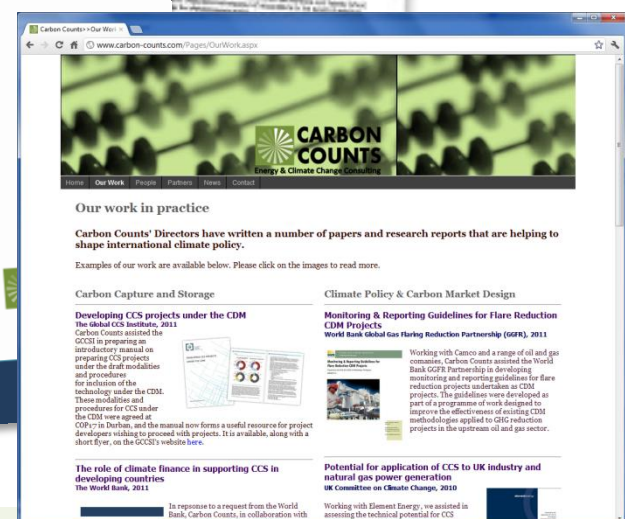 Carbon Counts>>Our Wor
www.carbon-counts.com/Pages/OurWork.aspx
CARBON
COUNTS
Energy & Climate Change Consulting
Home Our Work People Partners News Contact
Our work in practice
Carbon Counts' Directors have written a number of papers and research reports that are helping to
shape international climate policy.
Examples of our work are available below. Please click on the images to read more.
Carbon Capture and Storage
Developing CCS projects under the CDM
The Global CCS Institute, 2011
Carbon Counts assisted the
GCCSI in preparing an
introductory manual on
preparing CCS projects
under the draft modalities
and procedures
for inclusion of the
technology under the CDM.
These modalities and
procedures for CCS under
the CDM were agreed at
COP17 in Durban, and the manual now forms a useful resource for project
developers wishing to proceed with projects. It is available, along with a
short flyer, on the GCCSI's website here.
The role of climate finance in supporting CCS in
developing countries
The World Bank, 2011
In repsonse to a request from the World
Bank, Carbon Counts, in collaboration with
Climate Policy & Carbon Market Design
Monitoring & Reporting Guidelines for Flare Reduction
CDM Projects
World Bank Global Gas Flaring Reduction Partnership (GGFR), 2011
Working with Camco and a range of oil and gas
comanies, Carbon Counts assisted the World
Bank GGFR Partnership in developing
monitoring and reporting guidelines for flare
reduction projects undertaken as CDM
projects. The guidelines were developed as
part of a programme of work designed to
improve the effectiveness of existing CDM
methodologies applied to GHG reduction
projects in the upstream oil and gas sector.
Potential for application of CCS to UK industry and
natural gas power generation
UK Committee on Climate Change, 2010
Working with Element Energy, we assisted in
assessing the technical potential for CCS